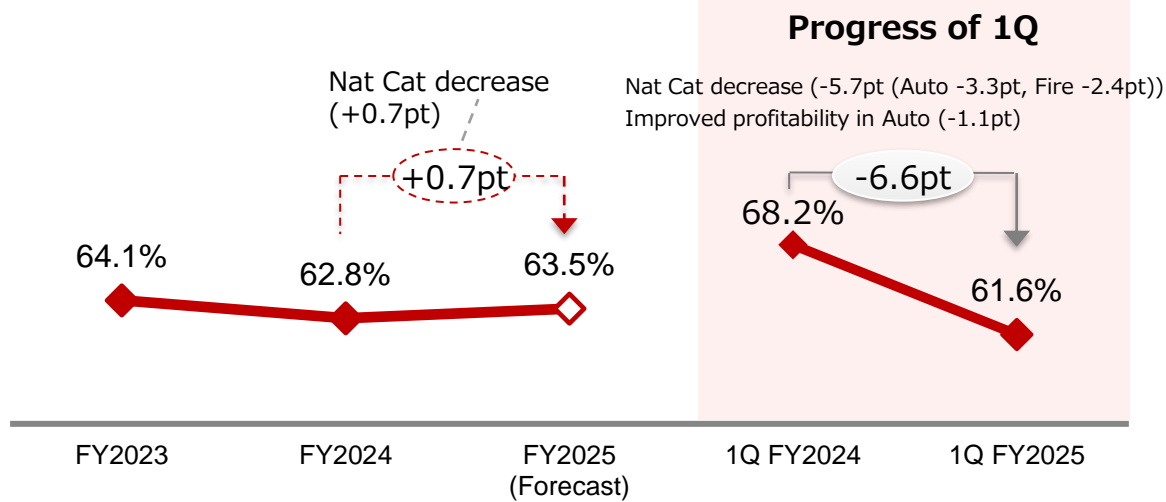 Progress of 1Q
Nat Cat decrease
(+0.7pt)
Nat Cat decrease (-5.7pt (Auto -3.3pt, Fire -2.4pt))
Improved profitability in Auto (-1.1pt)
+0.7pt
-6.6pt
64.1%
62.8%
63.5%
68.2%
61.6%
FY2023
FY2024
FY2025
(Forecast)
1Q FY2024
1Q FY2025